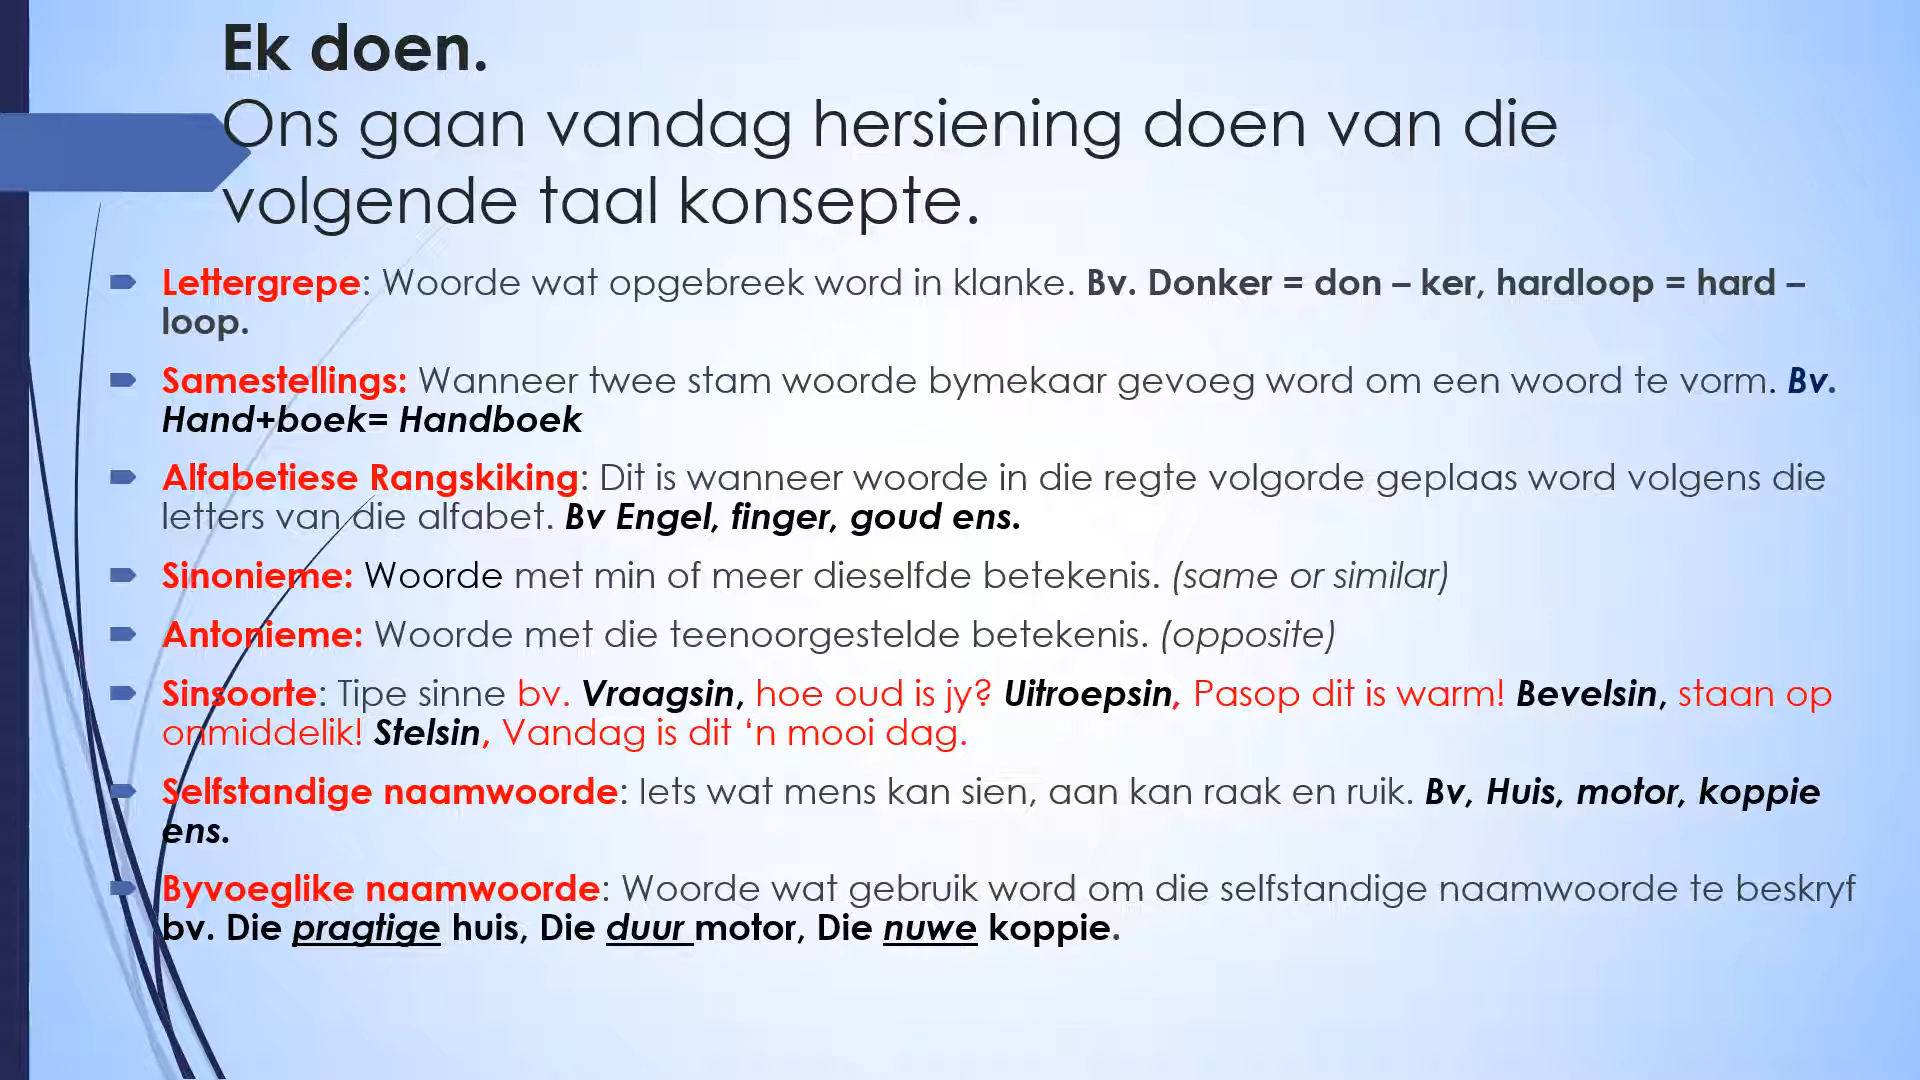 Ek doen.
Ons gaan vandag hersiening doen van die
volgende taal konsepte.
Lettergrepe: Woorde wat opgebreek word in klanke. Bv. Donker = don – ker, hardloop = hard –
loop.
Samestellings: Wanneer twee stam woorde bymekaar gevoeg word om een woord te vorm. Bv.
Hand+boek= Handboek
Alfabetiese Rangskiking: Dit is wanneer woorde in die regte volgorde geplaas word volgens die
letters van die alfabet. Bv Engel, finger, goud ens.
Sinonieme: Woorde met min of meer dieselfde betekenis. (same or similar)
Antonieme: Woorde met die teenoorgestelde betekenis. (opposite)
Sinsoorte: Tipe sinne bv. Vraagsin, hoe oud is jy? Uitroepsin, Pasop dit is warm! Bevelsin, staan op
onmiddelik! Stelsin, Vandag is dit ‘n mooi dag.
Selfstandige naamwoorde: Iets wat mens kan sien, aan kan raak en ruik. Bv, Huis, motor, koppie
ens.
Byvoeglike naamwoorde: Woorde wat gebruik word om die selfstandige naamwoorde te beskryf
bv. Die pragtige huis, Die duur motor, Die nuwe koppie.